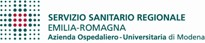 SERVIZIO SANITARIO REGIONALE
EMILIA-ROMAGNA
Azienda Ospedaliero - Universitaria di Modena